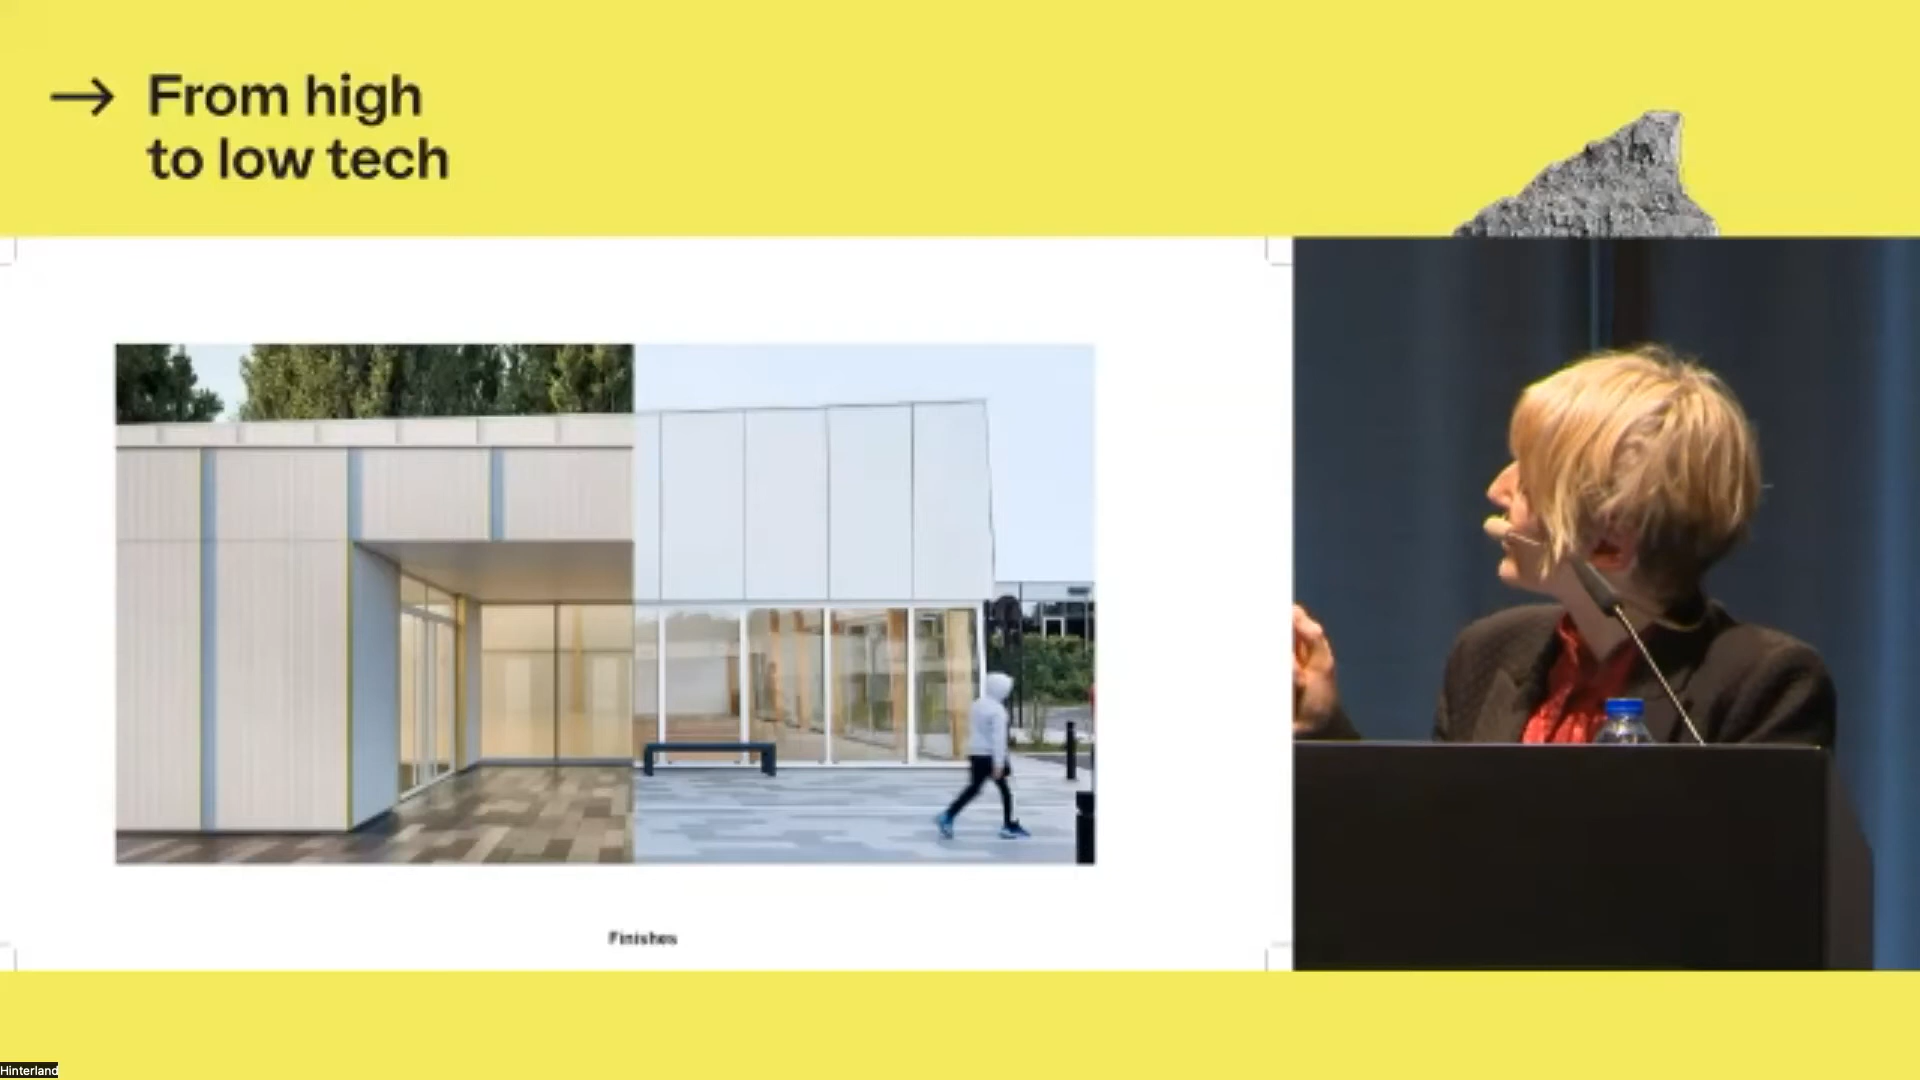 → From high
to low tech
Finishes
Hinterland